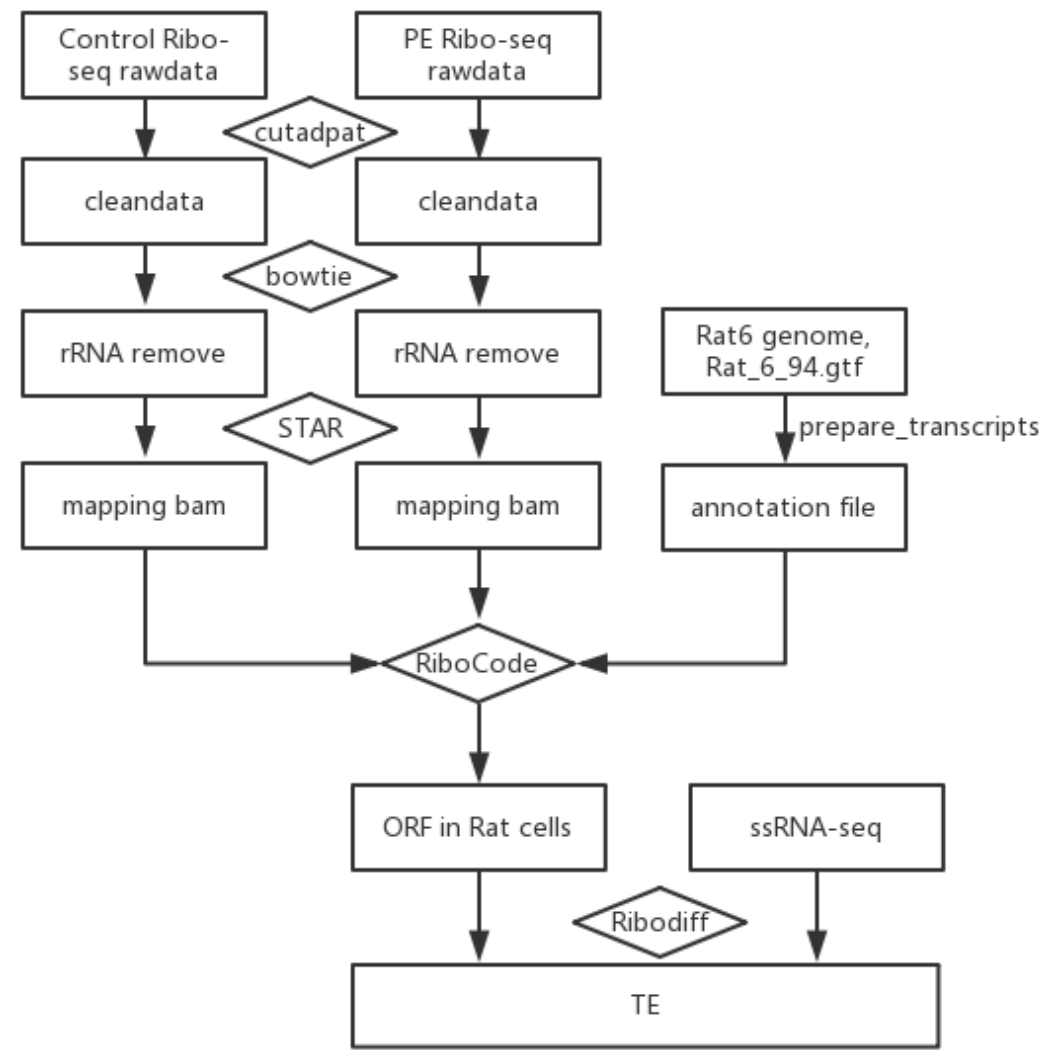 Control Ribo-
seq rawdata
PE Ribo-seq
rawdata
cutadpat
cleandata
cleandata
bowtie
rRNA remove
rRNA remove
Rat6 genome,
Rat_6_94.gtf
STAR
prepare_transcripts
mapping bam
mapping bam
annotation file
RiboCode
ORF in Rat cells
ssRNA-seq
Ribodiff
TE